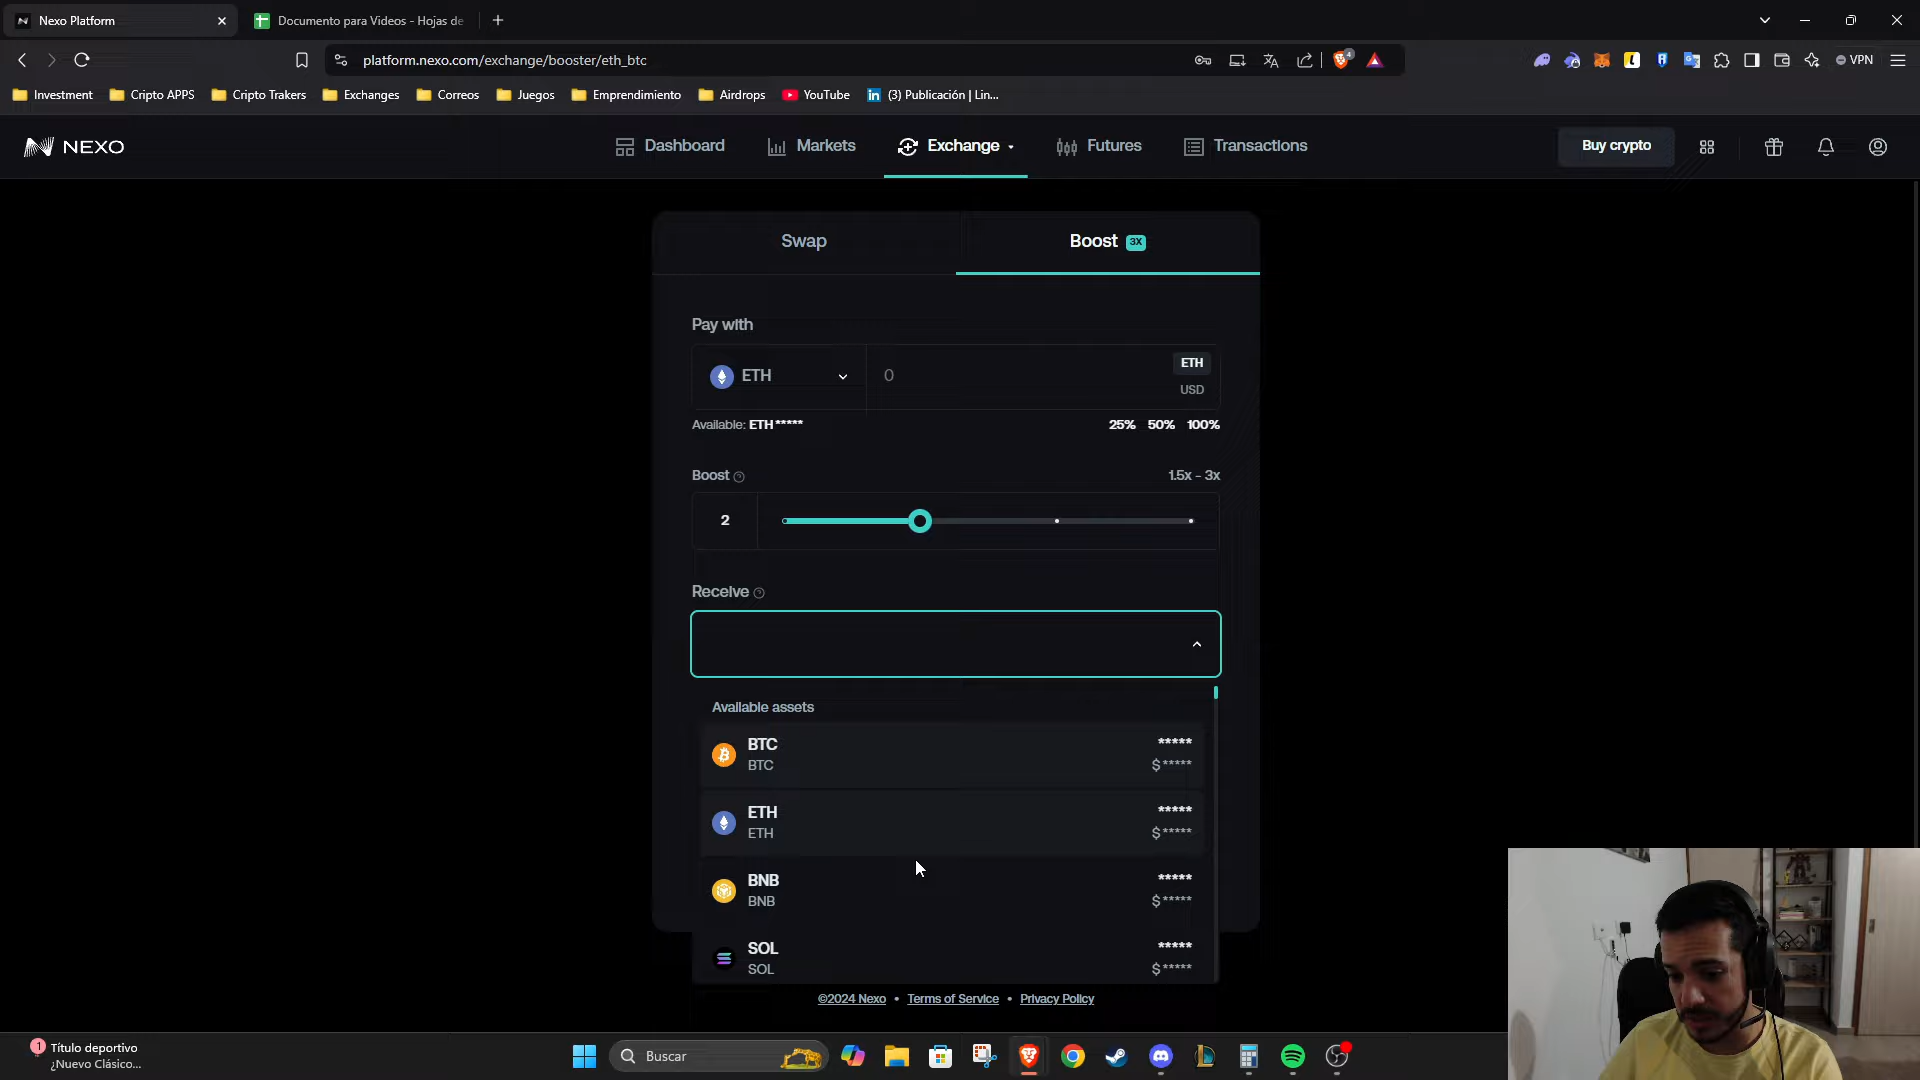 Nexo Platform
Documento para Videos - Hojas de
platform.nexo.com/exchange/booster/eth_btc
4
VPN
Investment
Cripto APPS
Cripto Trakers
Exchanges
Correos
Juegos
Emprendimiento
Airdrops
YouTube
(3) Publicación | Lin...
NEXO
Dashboard
Markets
Exchange
Futures
Transactions
Buy crypto
Swap
Boost 3X
Pay with
ETH
0
ETH
USD
Available: ETH *****
25% 50% 100%
Boost
1.5x - 3x
2
Receive
Available assets
BTC
*****
BTC
$ *****
ETH
*****
ETH
$ *****
BNB
*****
BNB
$ *****
SOL
*****
SOL
$ *****
©2024 Nexo • Terms of Service • Privacy Policy
1
Título deportivo
¿Nuevo Clásico...
Buscar